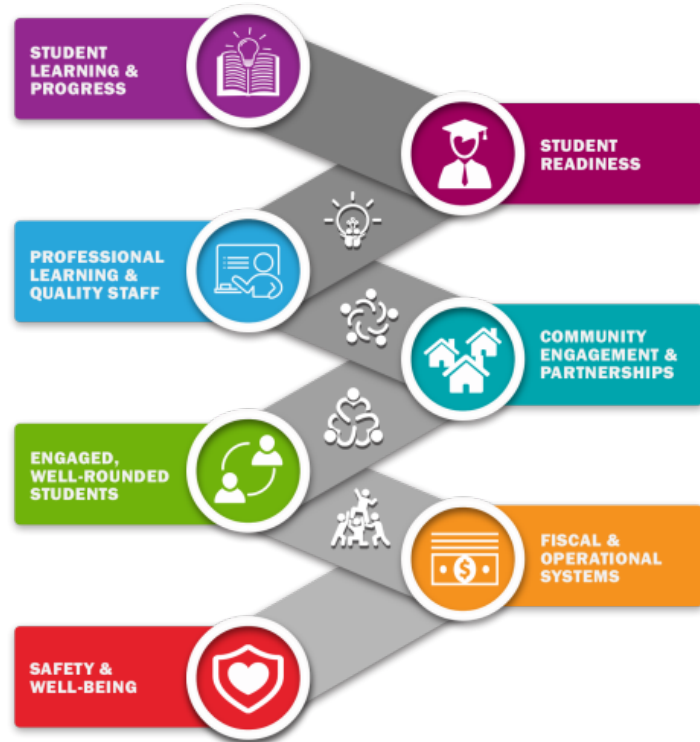 STUDENT
LEARNING &
PROGRESS
STUDENT
READINESS
PROFESSIONAL
LEARNING &
QUALITY STAFF
COMMUNITY
ENGAGEMENT &
PARTNERSHIPS
ENGAGED,
WELL-ROUNDED
STUDENTS
FISCAL &
OPERATIONAL
SYSTEMS
$
SAFETY &
WELL-BEING